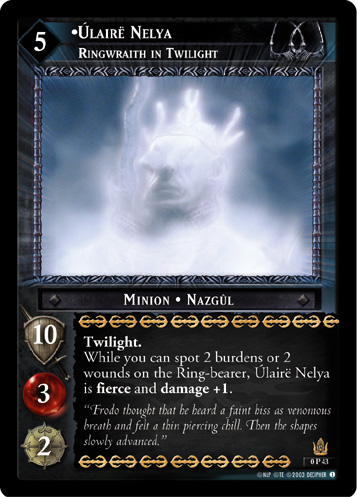 5
•Úlairë Nelya
Ringwraith in Twilight
Minion • Nazgûl
10
3
2
Twilight.
While you can spot 2 burdens or 2
wounds on the Ring-bearer, Úlairë Nelya
is fierce and damage +1.
“Frodo thought that he heard a faint hiss as venomous
breath and felt a thin piercing chill. Then the shapes
slowly advanced.”
0 P 43
©NLP ©TE ©2003 DECIPHER